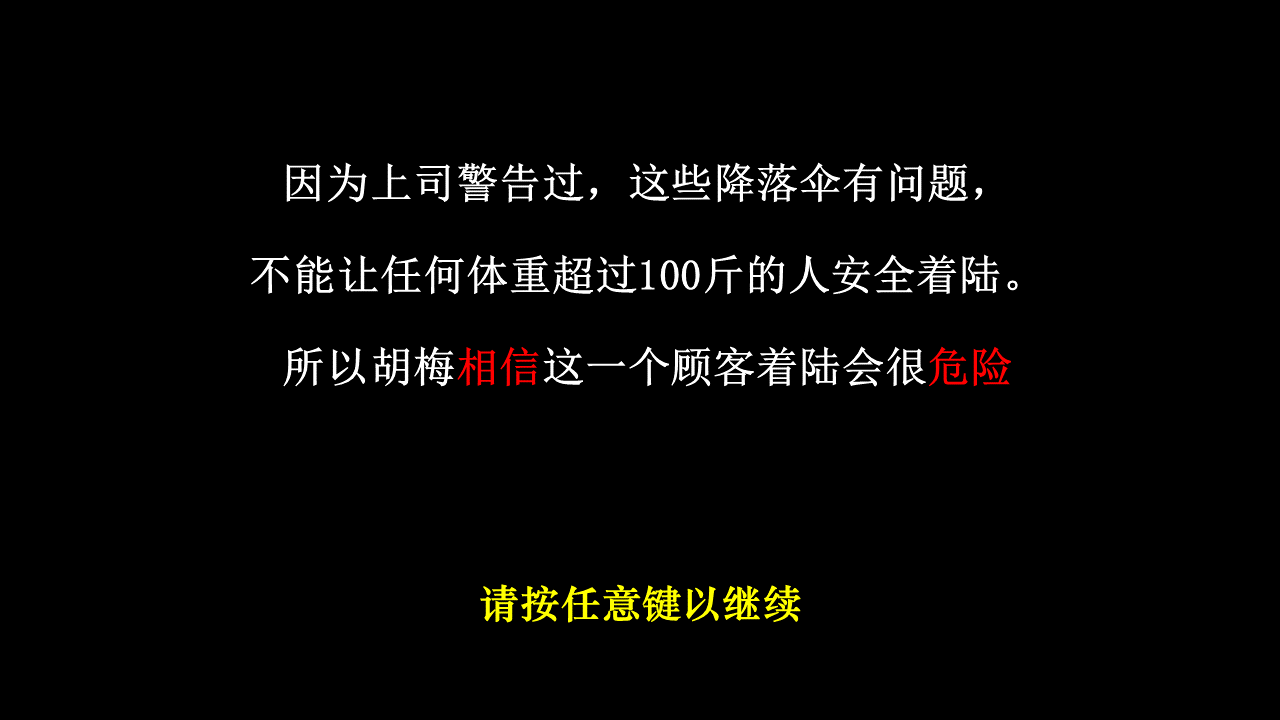 因为上司警告过，这些降落伞有问题，
不能让任何体重超过100斤的人安全着陆。
所以胡梅相信这一个顾客着陆会很危险
请按任意键以继续